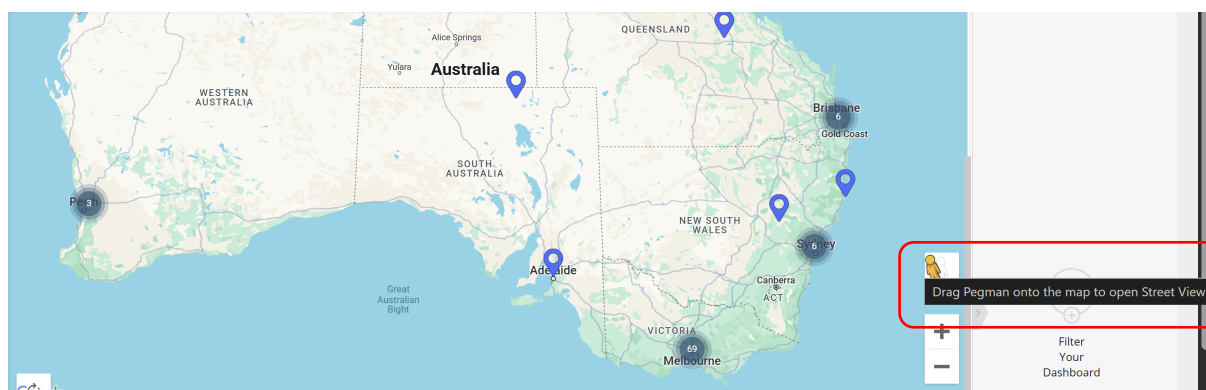 QUEENSLAND
Alice Springs
Yulara
Australia
WESTERN
AUSTRALIA
Brisbane
6
Gold Coast
SOUTH
AUSTRALIA
Perth
3
NEW SOUTH
WALES
Sydney
6
Adelaide
Canberra
ACT
Great
Australian
Bight
Drag Pegman onto the map to open Street View
VICTORIA
69
Melbourne
+
−
Filter
Your
Dashboard